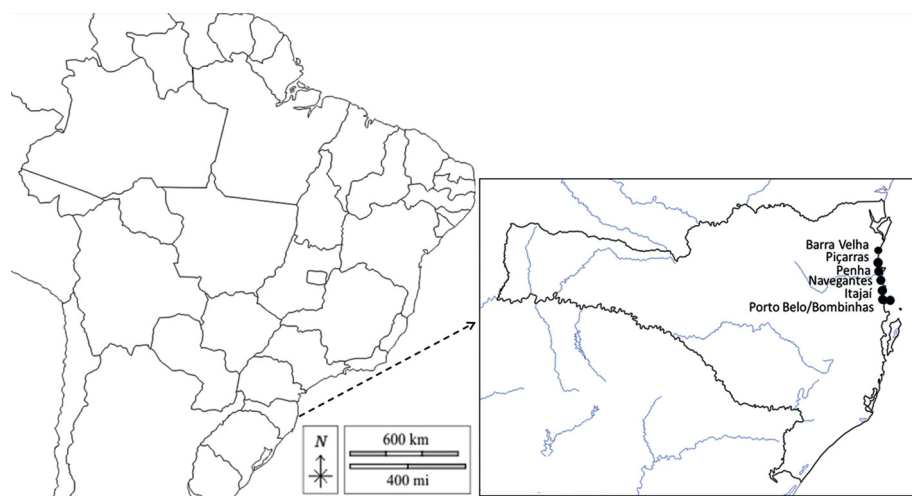 Barra Velha
Piçarras
Penha
Navegantes
Itajaí
Porto Belo/Bombinhas
N
600 km
400 mi